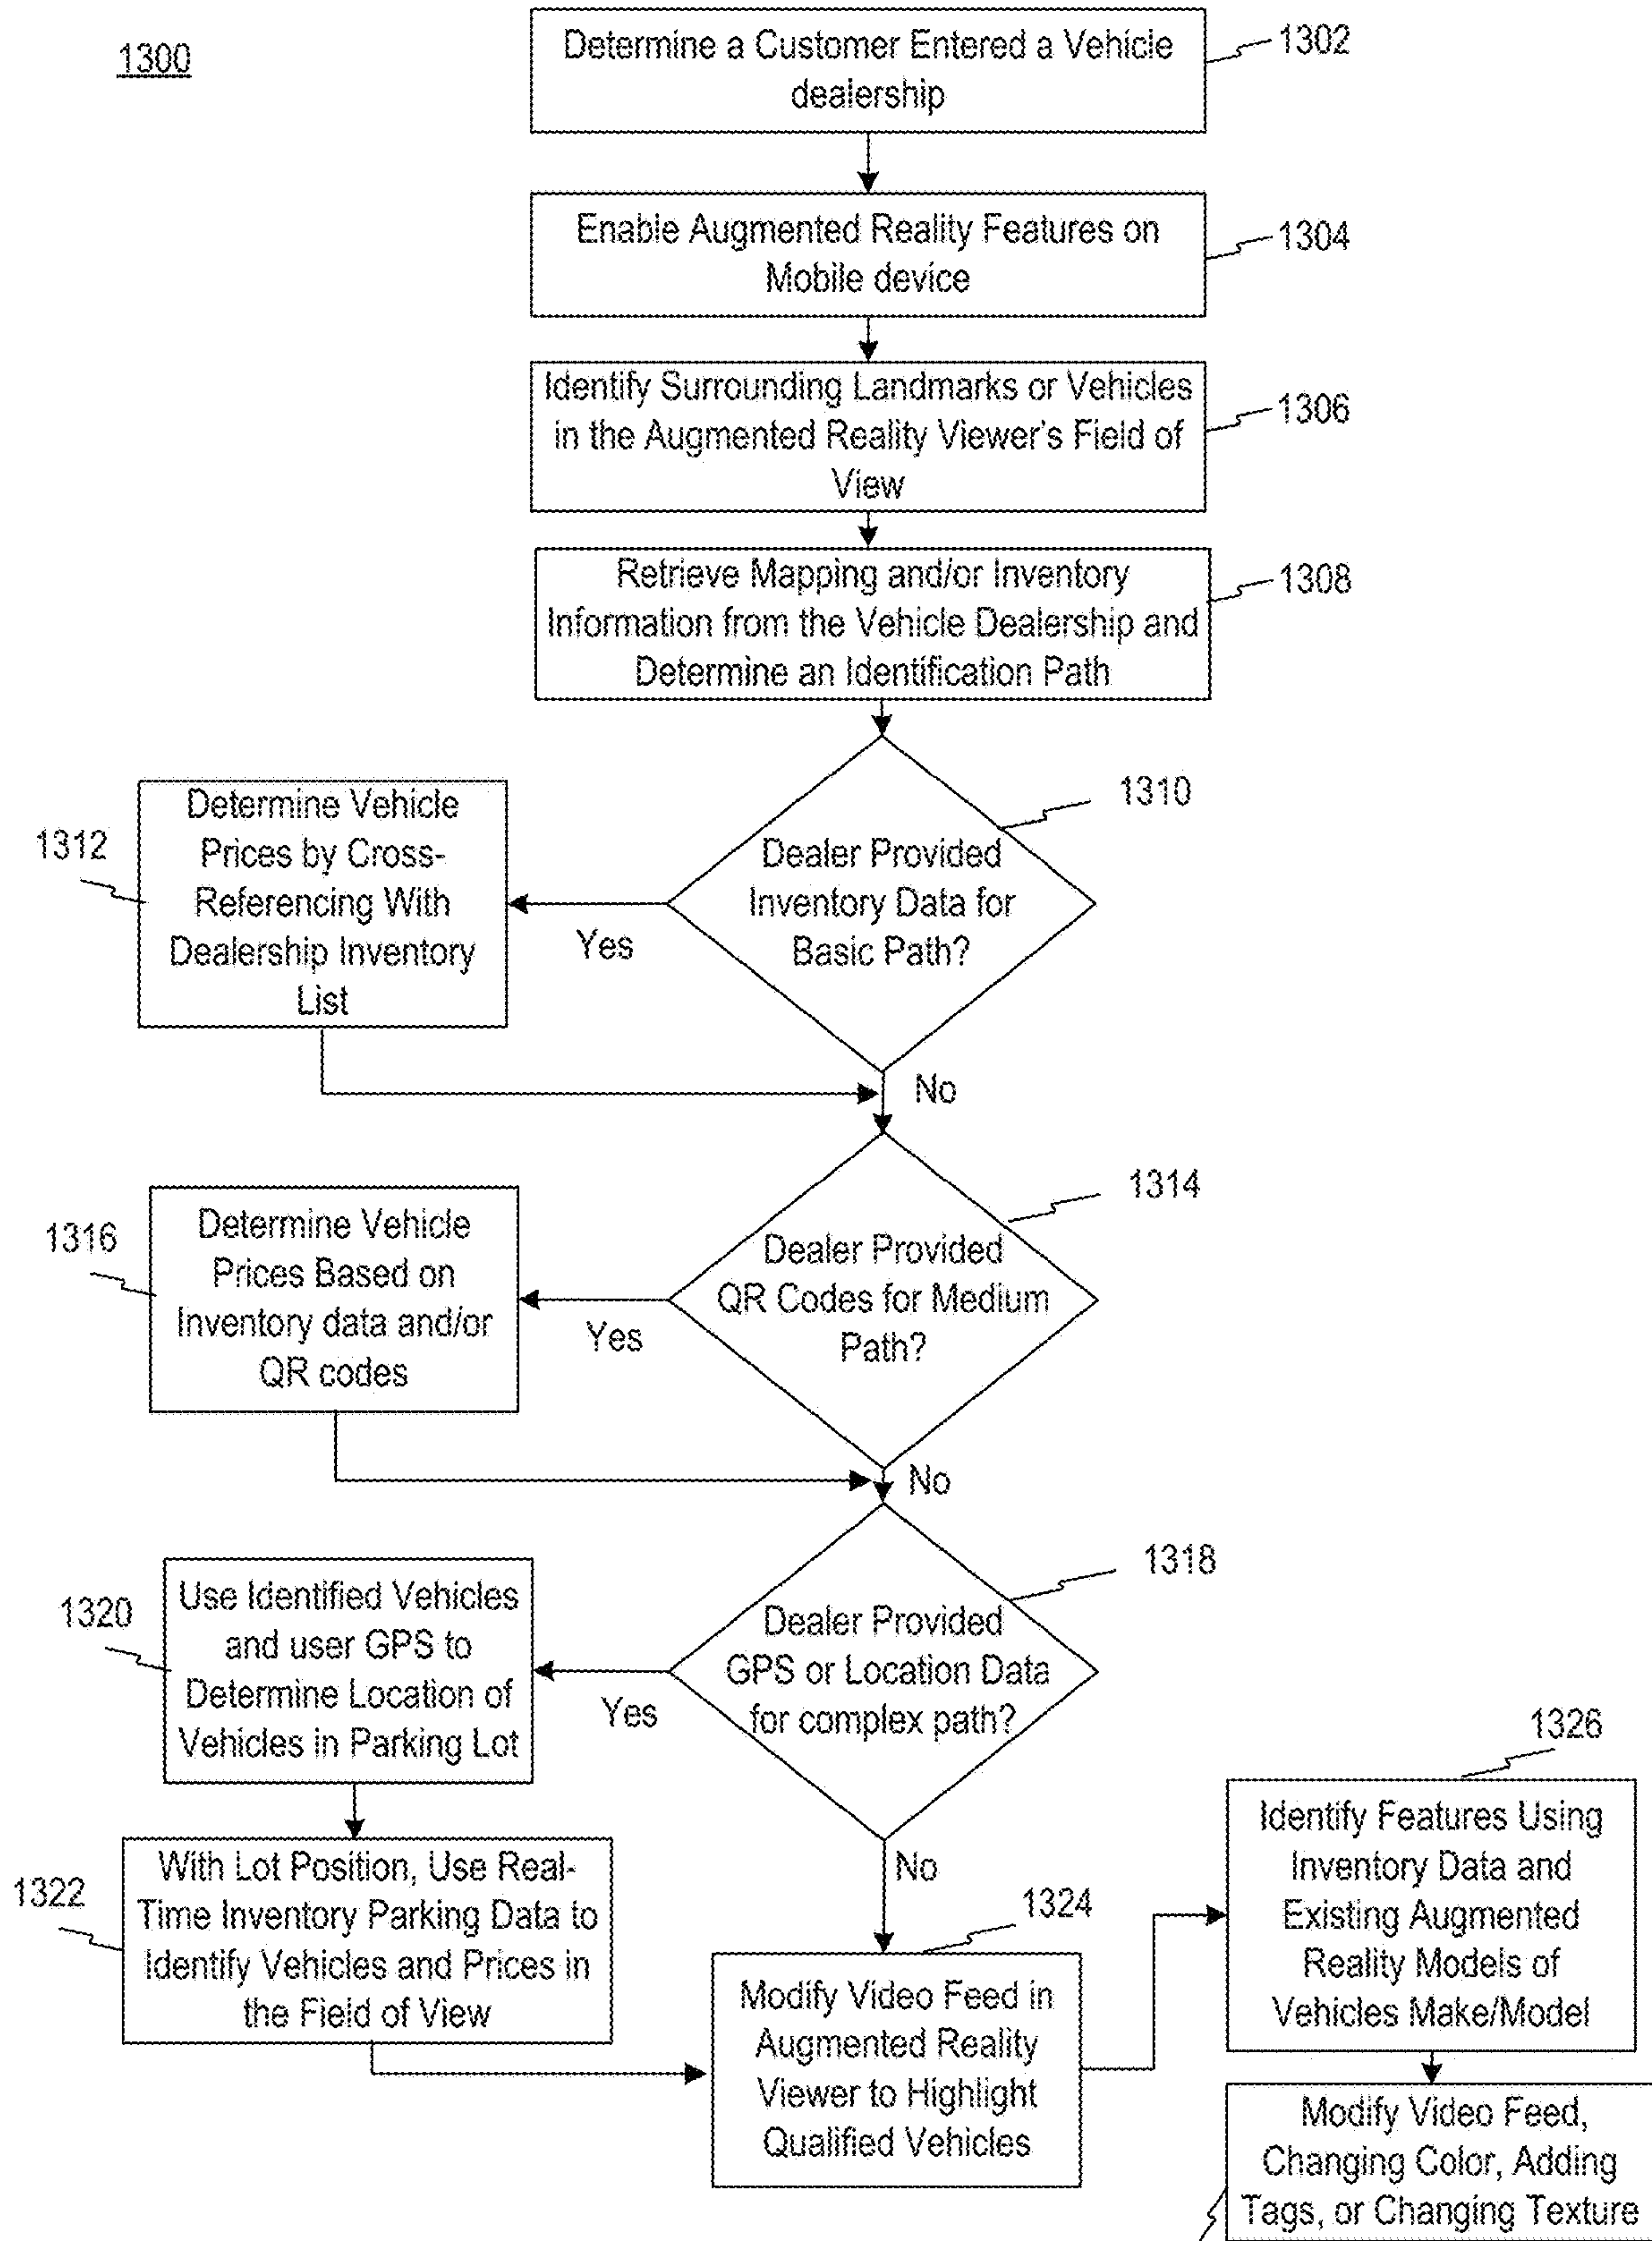 1300
Determine a Customer Entered a Vehicle
dealership
1302
Enable Augmented Reality Features on
Mobile device
1304
Identify Surrounding Landmarks or Vehicles
in the Augmented Reality Viewer's Field of
View
1306
Retrieve Mapping and/or Inventory
Information from the Vehicle Dealership and
Determine an Identification Path
1308
Dealer Provided
Inventory Data for
Basic Path?
1310
Yes
No
1312
Determine Vehicle
Prices by Cross-
Referencing With
Dealership Inventory
List
Dealer Provided
QR Codes for Medium
Path?
1314
Yes
No
1316
Determine Vehicle
Prices Based on
Inventory data and/or
QR codes
Dealer Provided
GPS or Location Data
for complex path?
1318
Yes
No
1320
Use Identified Vehicles
and user GPS to
Determine Location of
Vehicles in Parking Lot
1322
With Lot Position, Use Real-
Time Inventory Parking Data to
Identify Vehicles and Prices in
the Field of View
1324
Modify Video Feed in
Augmented Reality
Viewer to Highlight
Qualified Vehicles
1326
Identify Features Using
Inventory Data and
Existing Augmented
Reality Models of
Vehicles Make/Model
Modify Video Feed,
Changing Color, Adding
Tags, or Changing Texture